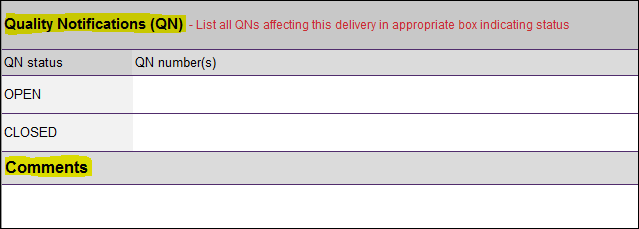 Quality Notifications (QN) - List all QNs affecting this delivery in appropriate box indicating status
QN status QN number(s)
OPEN
CLOSED
Comments